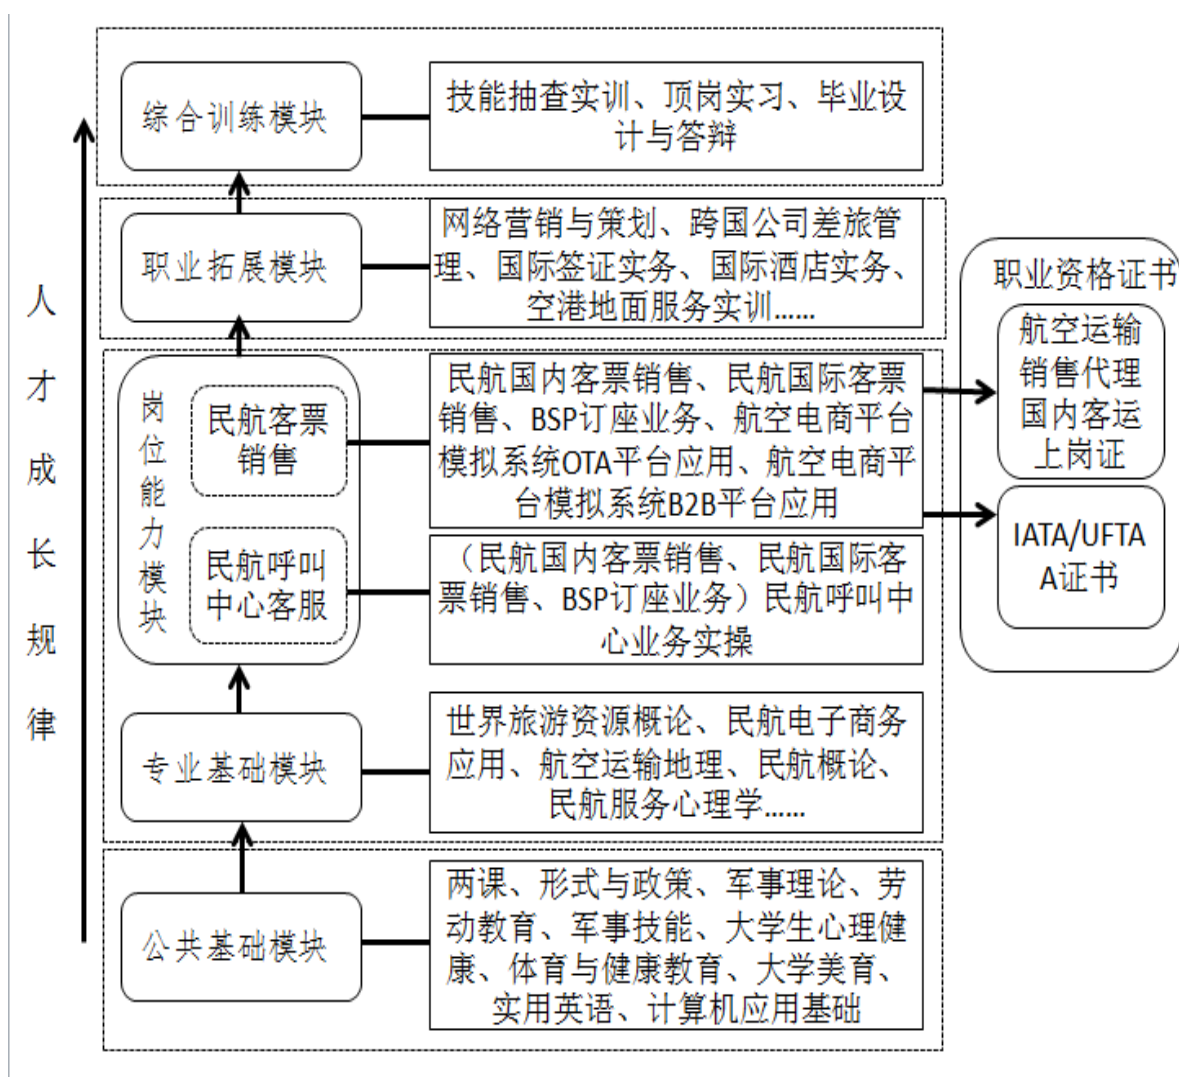 综合训练模块
技能抽查实训、顶岗实习、毕业设
计与答辩
职业拓展模块
网络营销与策划、跨国公司差旅管
理、国际签证实务、国际酒店实务、
空港地面服务实训……
人才成长规律
岗位能力模块
民航客票
销售
民航国内客票销售、民航国际客票
销售、BSP订座业务、航空电商平台
模拟系统OTA平台应用、航空电商平
台模拟系统B2B平台应用
民航呼叫
中心客服
（民航国内客票销售、民航国际客
票销售、BSP订座业务）民航呼叫中
心业务实操
职业资格证书
航空运输
销售代理
国内客运
上岗证
IATA/UFTA
A证书
专业基础模块
世界旅游资源概论、民航电子商务
应用、航空运输地理、民航概论、
民航服务心理学……
公共基础模块
两课、形式与政策、军事理论、劳
动教育、军事技能、大学生心理健
康、体育与健康教育、大学美育、
实用英语、计算机应用基础